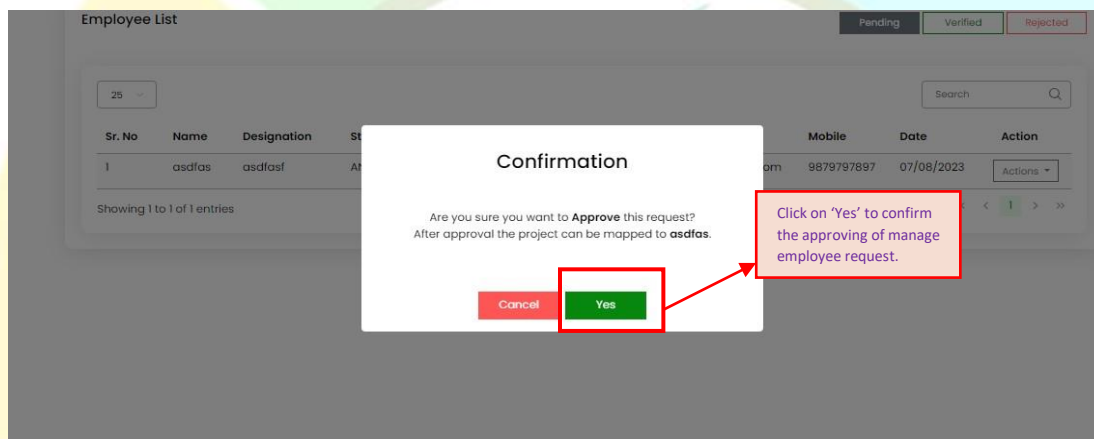 Employee List
Pending Verified Rejected
25
Search
Sr. No Name Designation St Mobile Date Action
1 asdfas asdfasf AN om 9879797897 07/08/2023 Actions
Showing 1 to 1 of 1 entries
< 1 > >>
Confirmation
Are you sure you want to Approve this request?
After approval the project can be mapped to asdfas.
Cancel Yes
Click on ‘Yes’ to confirm
the approving of manage
employee request.